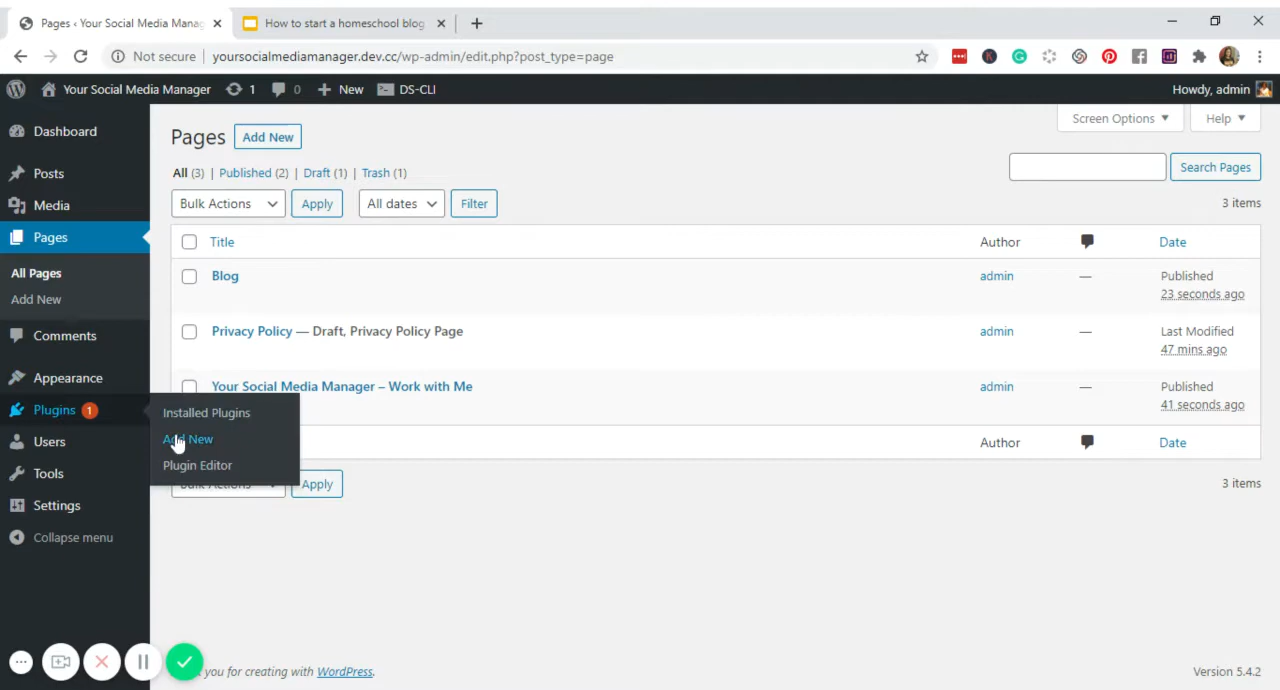 Pages ‹ Your Social Media Manag
How to start a homeschool blog
Not secure
yoursocialmediamanager.dev.cc/wp-admin/edit.php?post_type=page
Your Social Media Manager
1
0
New
DS-CLI
Howdy, admin
Dashboard
Posts
Media
Pages
All Pages
Add New
Comments
Appearance
Plugins 1
Users
Tools
Settings
Collapse menu
Installed Plugins
Add New
Plugin Editor
Screen Options
Help
Pages
Add New
All (3) | Published (2) | Draft (1) | Trash (1)
Search Pages
Bulk Actions
Apply
All dates
Filter
3 items
Title
Author
Date
Blog
admin
—
Published
23 seconds ago
Privacy Policy — Draft, Privacy Policy Page
admin
—
Last Modified
47 mins ago
Your Social Media Manager – Work with Me
admin
—
Published
41 seconds ago
Author
Date
Bulk Actions
Apply
3 items
you for creating with WordPress.
Version 5.4.2